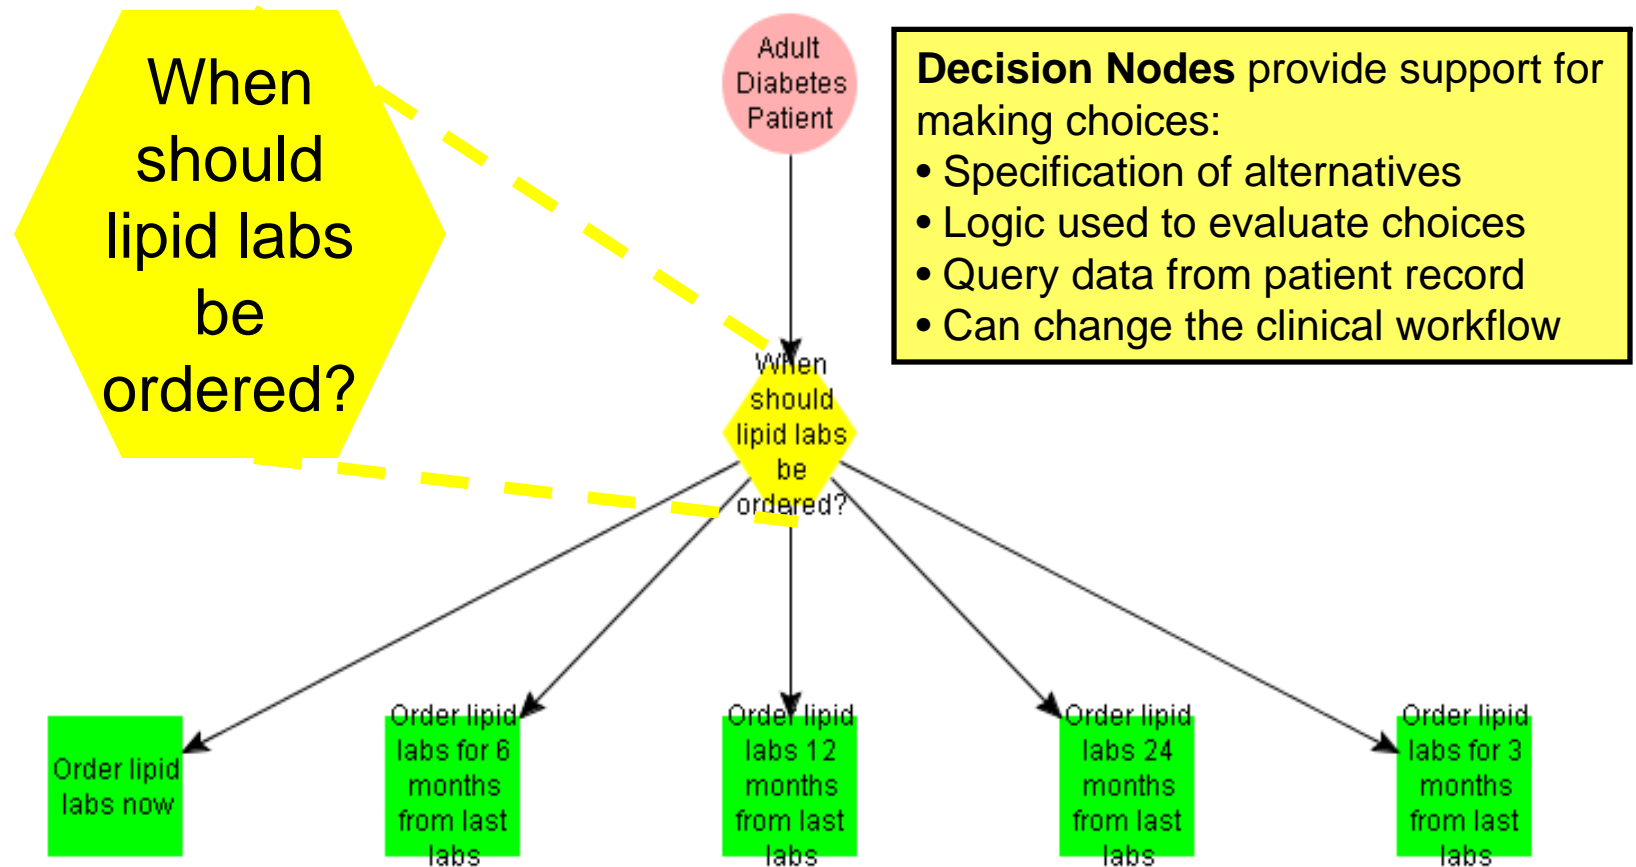 When
should
lipid labs
be
ordered?
Adult
Diabetes
Patient
Decision Nodes provide support for
making choices:
• Specification of alternatives
• Logic used to evaluate choices
• Query data from patient record
• Can change the clinical workflow
When
should
lipid labs
be
ordered?
Order lipid
labs now
Order lipid
labs for 6
months
from last
labs
Order lipid
labs 12
months
from last
labs
Order lipid
labs 24
months
from last
labs
Order lipid
labs for 3
months
from last
labs